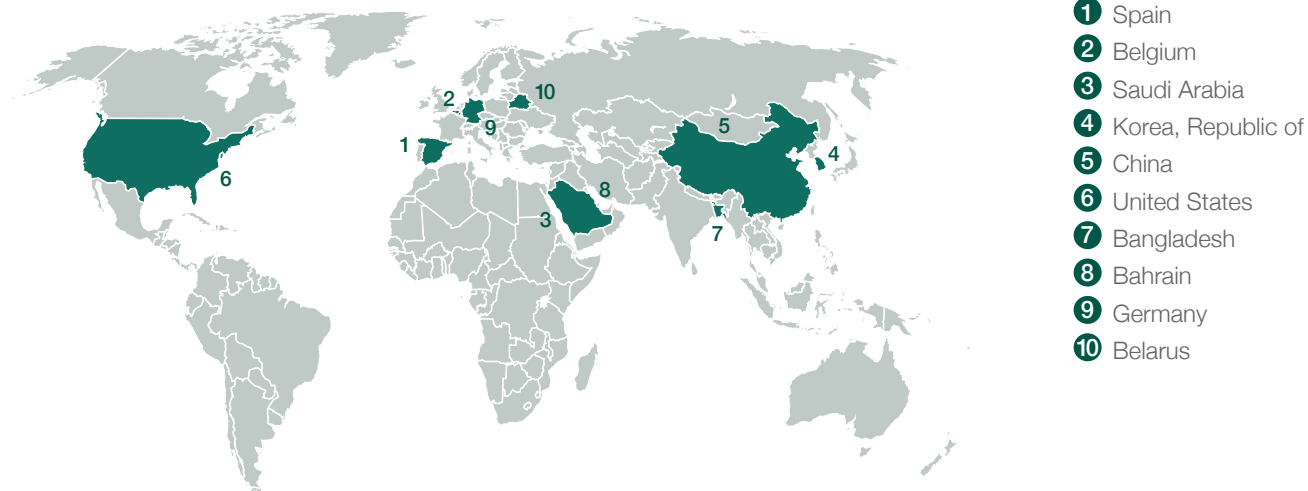 1 Spain
2 Belgium
3 Saudi Arabia
4 Korea, Republic of
5 China
6 United States
7 Bangladesh
8 Bahrain
9 Germany
10 Belarus
10
2
9
1
5
4
6
8
3
7